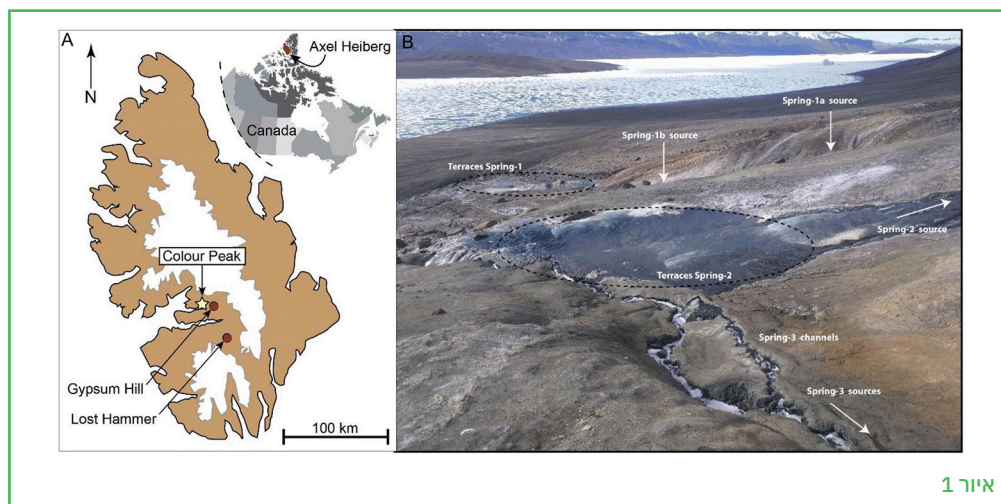 A
N
Axel Heiberg
Canada
Colour Peak
Gypsum Hill
Lost Hammer
100 km
B
Spring-1a source
Spring-1b source
Terraces Spring-1
Spring-2 source
Terraces Spring-2
Spring-3 channels
Spring-3 sources
איור 1